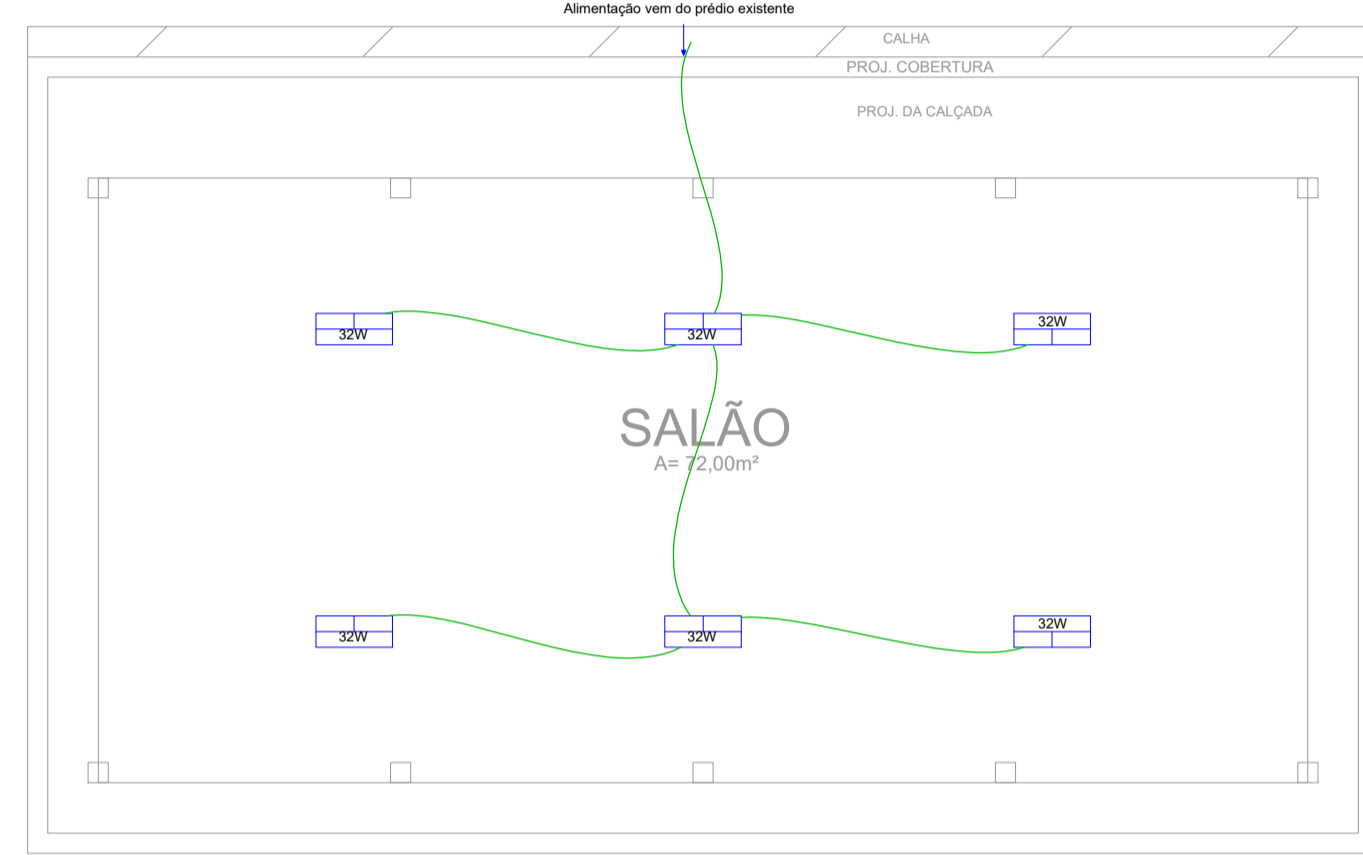 Alimentação vem do prédio existente
CALHA
PROJ. COBERTURA
PROJ. DA CALÇADA
32W
32W
32W
SALÃO
A= 72,00m²
32W
32W
32W